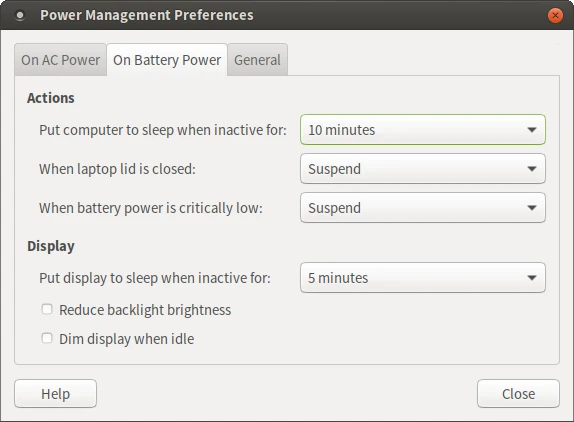 Power Management Preferences
On AC Power On Battery Power General
Actions
Put computer to sleep when inactive for: 10 minutes
When laptop lid is closed: Suspend
When battery power is critically low: Suspend
Display
Put display to sleep when inactive for: 5 minutes
Reduce backlight brightness
Dim display when idle
Help Close